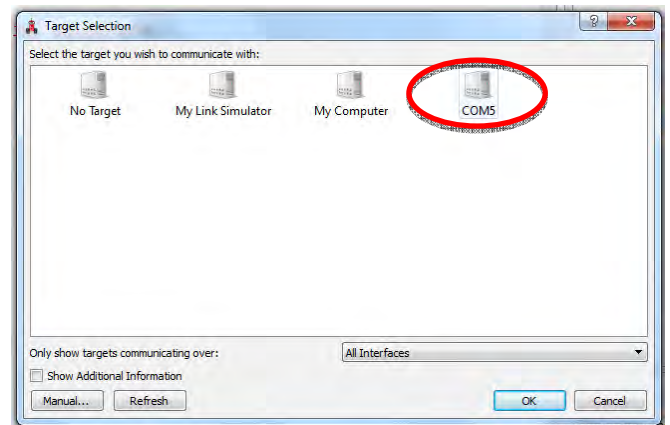 Target Selection
Select the target you wish to communicate with:
No Target My Link Simulator My Computer COM5
Only show targets communicating over: All Interfaces
Show Additional Information
Manual... Refresh OK Cancel